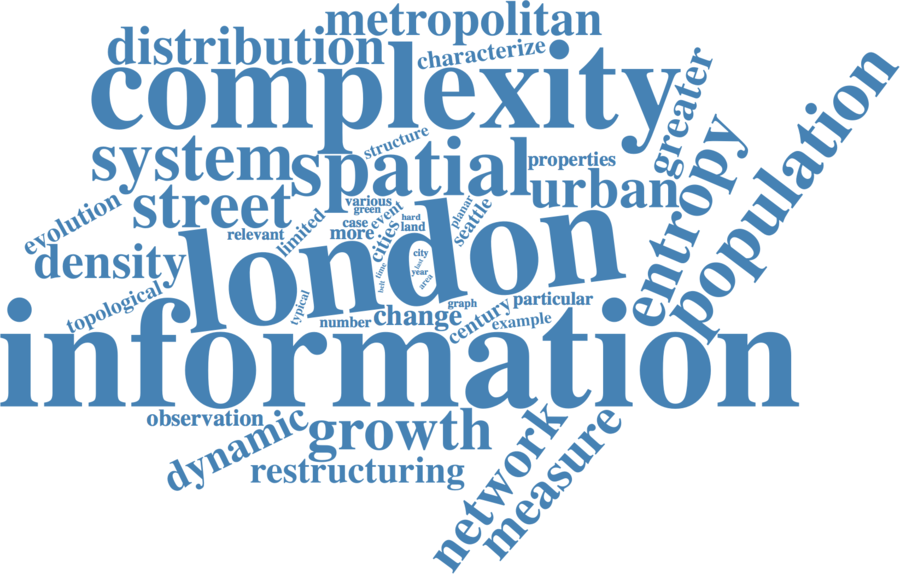 metropolitan
distribution
characterize
complexity
greater
population
structure
system
spatial
properties
entropy
urban
evolution
street
various
green
event
hard
planar
seattle
limited
case
land
relevant
more
cities
london
density
city
time
lost
year
belt
area
topological
typical
graph
particular
number
change
century
example
information
observation
dynamic
growth
network
measure
restructuring